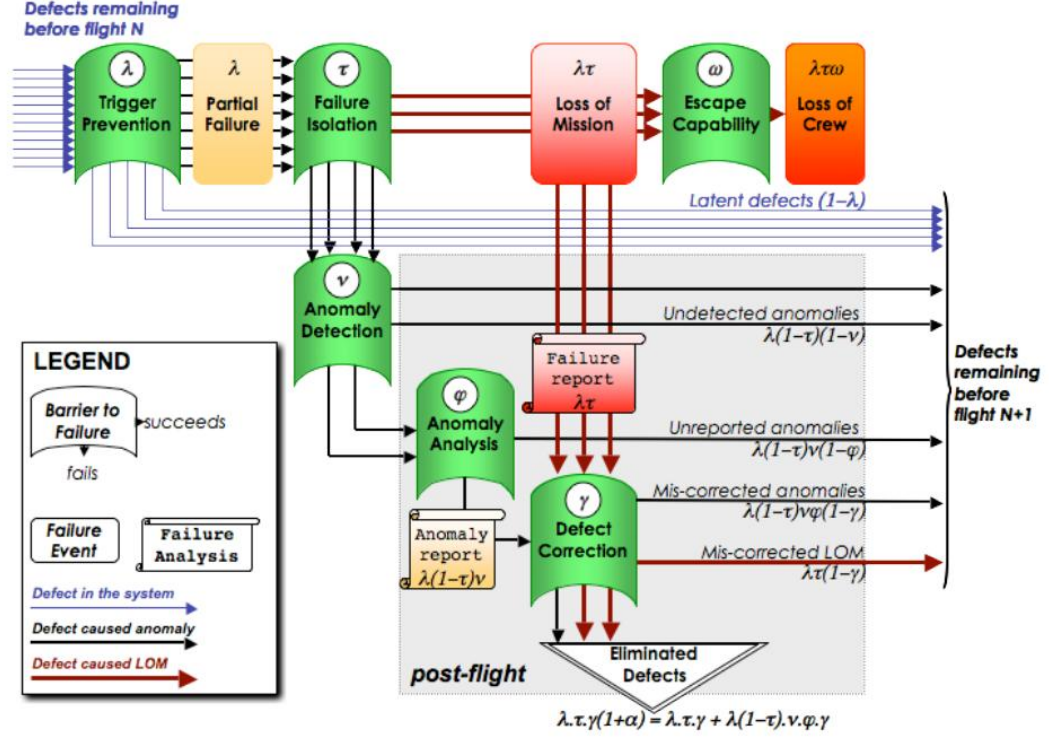 Defects remaining
before flight N
λ
Trigger
Prevention
λ
Partial
Failure
τ
Failure
Isolation
λτ
Loss of
Mission
ω
Escape
Capability
λτω
Loss of
Crew
Latent defects (1–λ)
ν
Anomaly
Detection
Undetected anomalies
λ(1–τ)(1–ν)
Failure
report
λτ
Defects
remaining
before
flight N+1
φ
Anomaly
Analysis
Unreported anomalies
λ(1–τ)ν(1–φ)
γ
Defect
Correction
Mis-corrected anomalies
λ(1–τ)νφ(1–γ)
Anomaly
report
λ(1–τ)ν
Mis-corrected LOM
λτ(1–γ)
post-flight
Eliminated
Defects
λ.τ.γ(1+α) = λ.τ.γ + λ(1–τ).ν.φ.γ
LEGEND
Barrier to
Failure
succeeds
fails
Failure
Event
Failure
Analysis
Defect in the system
Defect caused anomaly
Defect caused LOM